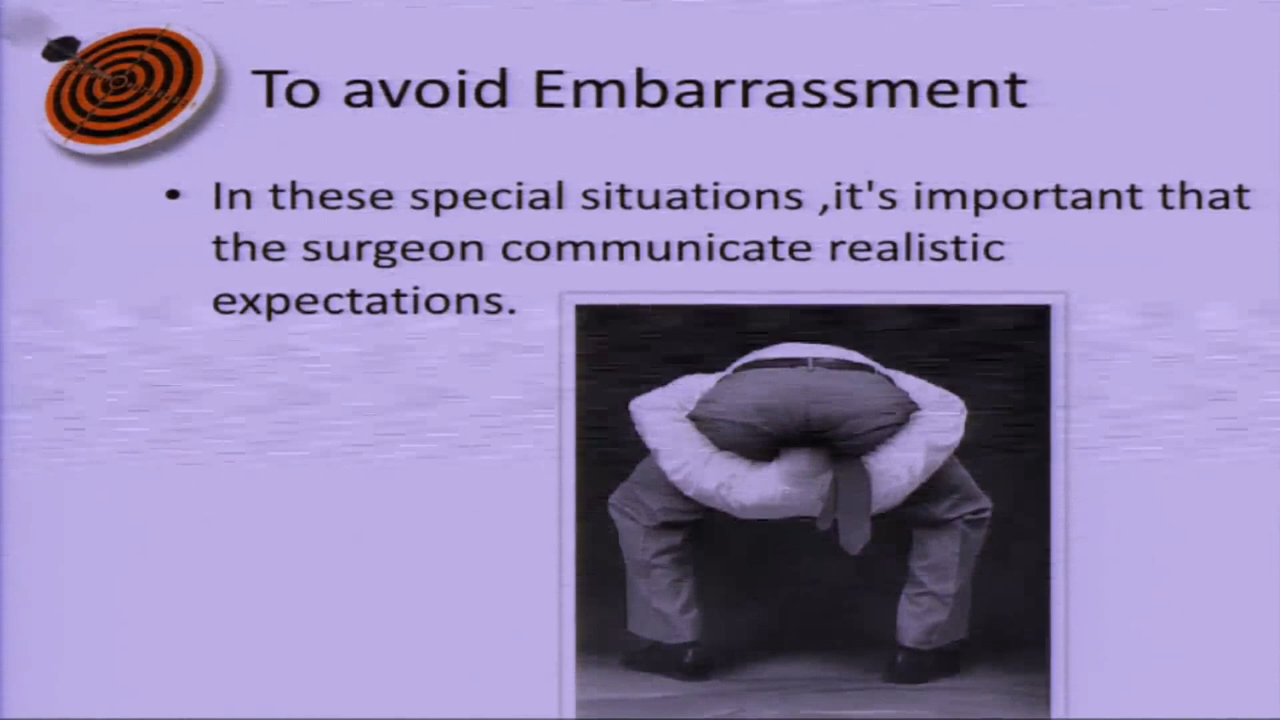 To avoid Embarrassment
• In these special situations ,it's important that
the surgeon communicate realistic
expectations.